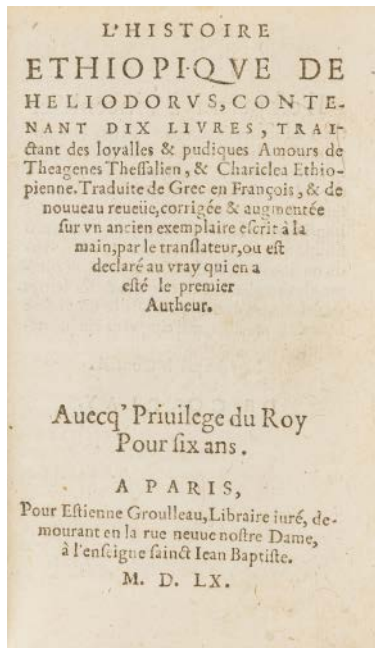 L'HISTOIRE
ETHIOPI·QVE DE
HELIODORVS, CONTE-
NANT DIX LIVRES, TRAI-
ctant des loyalles & pudiques Amours de
Theagenes Theſſalien, & Chariclea Ethio-
pienne. Traduite de Grec en François, & de
nouueau reueüe, corrigée & augmentée
ſur vn ancien exemplaire eſcrit à la
main, par le tranſlateur, ou eſt
declaré au vray qui en a
eſté le premier
Autheur.
Auecq' Priuilege du Roy
Pour ſix ans.
A PARIS,
Pour Eſtienne Groulleau, Libraire iuré, de-
mourant en la rue neuue noſtre Dame,
à l'enſeigne ſainct Iean Baptiſte.
M. D. LX.